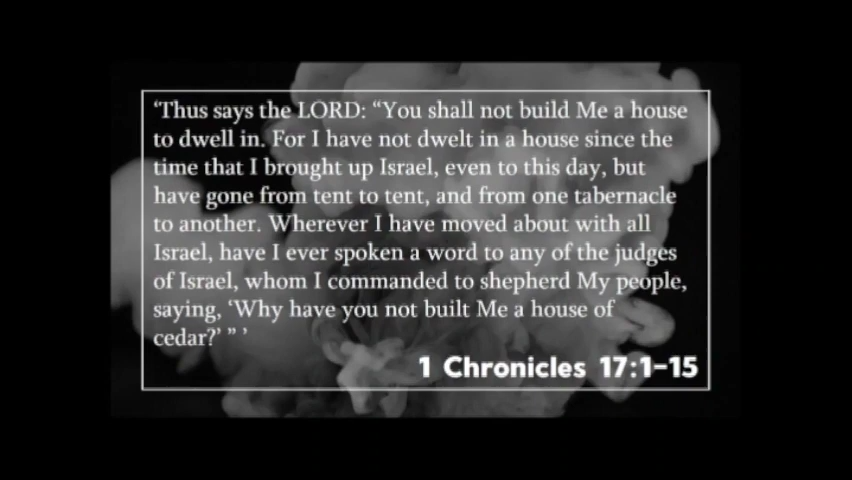 ‘Thus says the LORD: “You shall not build Me a house
to dwell in. For I have not dwelt in a house since the
time that I brought up Israel, even to this day, but
have gone from tent to tent, and from one tabernacle
to another. Wherever I have moved about with all
Israel, have I ever spoken a word to any of the judges
of Israel, whom I commanded to shepherd My people,
saying, ‘Why have you not built Me a house of
cedar?’ ” ’
1 Chronicles 17:1-15